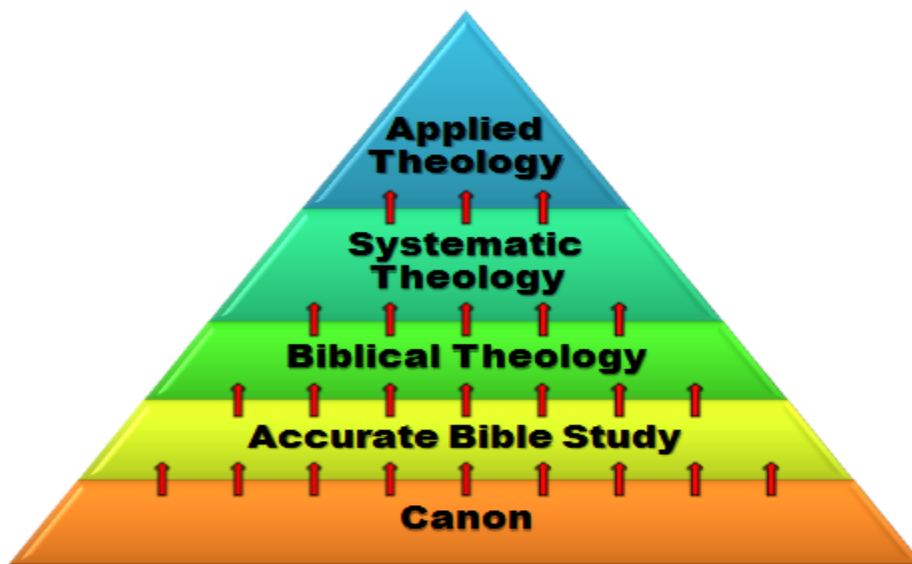 Applied
Theology
Systematic
Theology
Biblical Theology
Accurate Bible Study
Canon